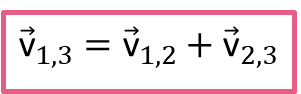 v⃗₁,₃ = v⃗₁,₂ + v⃗₂,₃